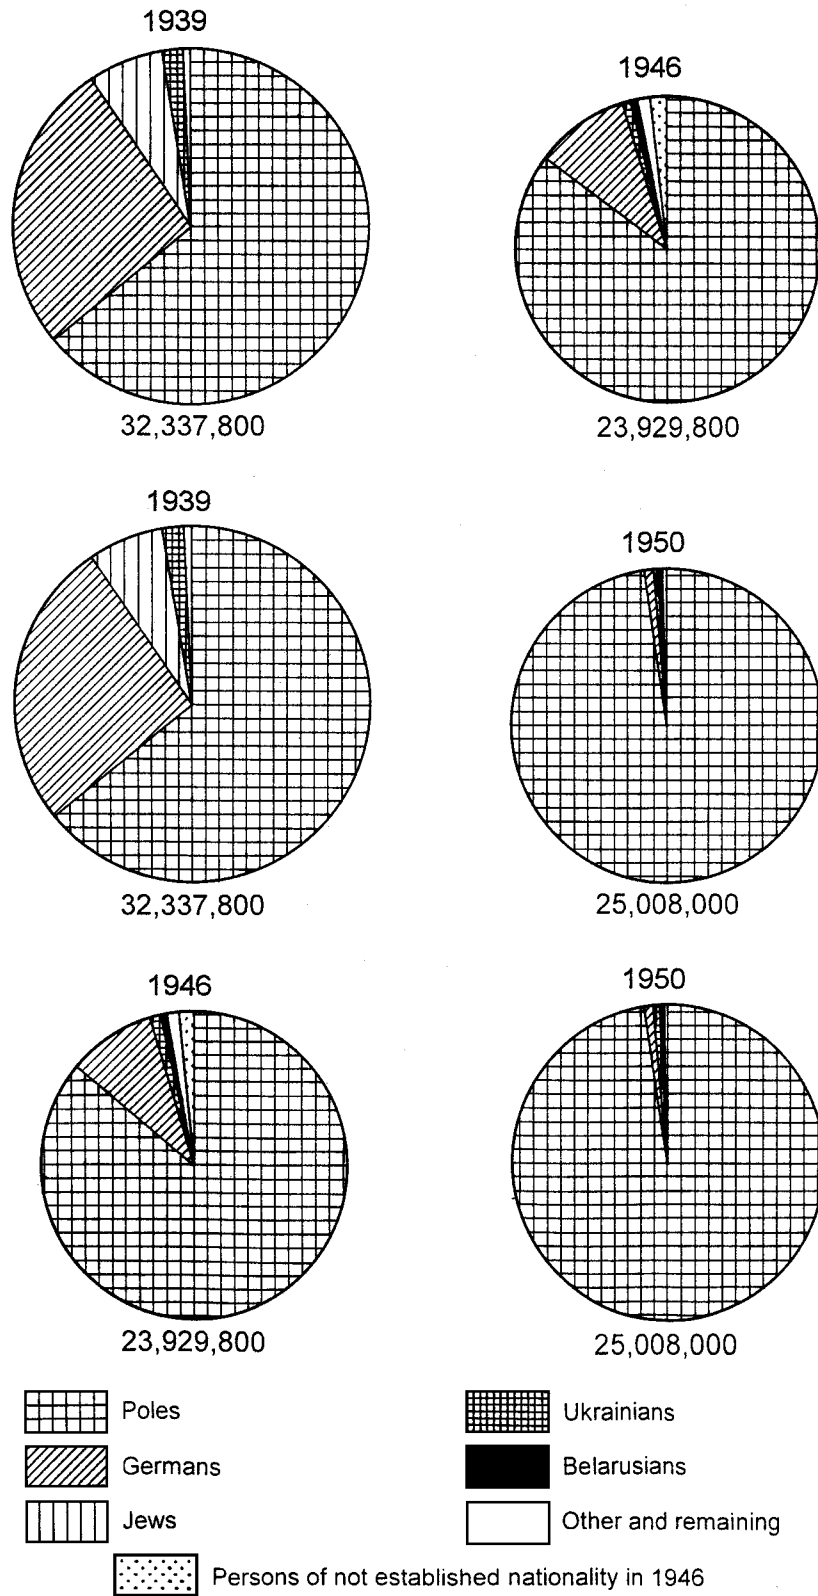 1939
1946
32,337,800
23,929,800
1939
1950
32,337,800
25,008,000
1946
1950
23,929,800
25,008,000
Poles
Ukrainians
Germans
Belarusians
Jews
Other and remaining
Persons of not established nationality in 1946